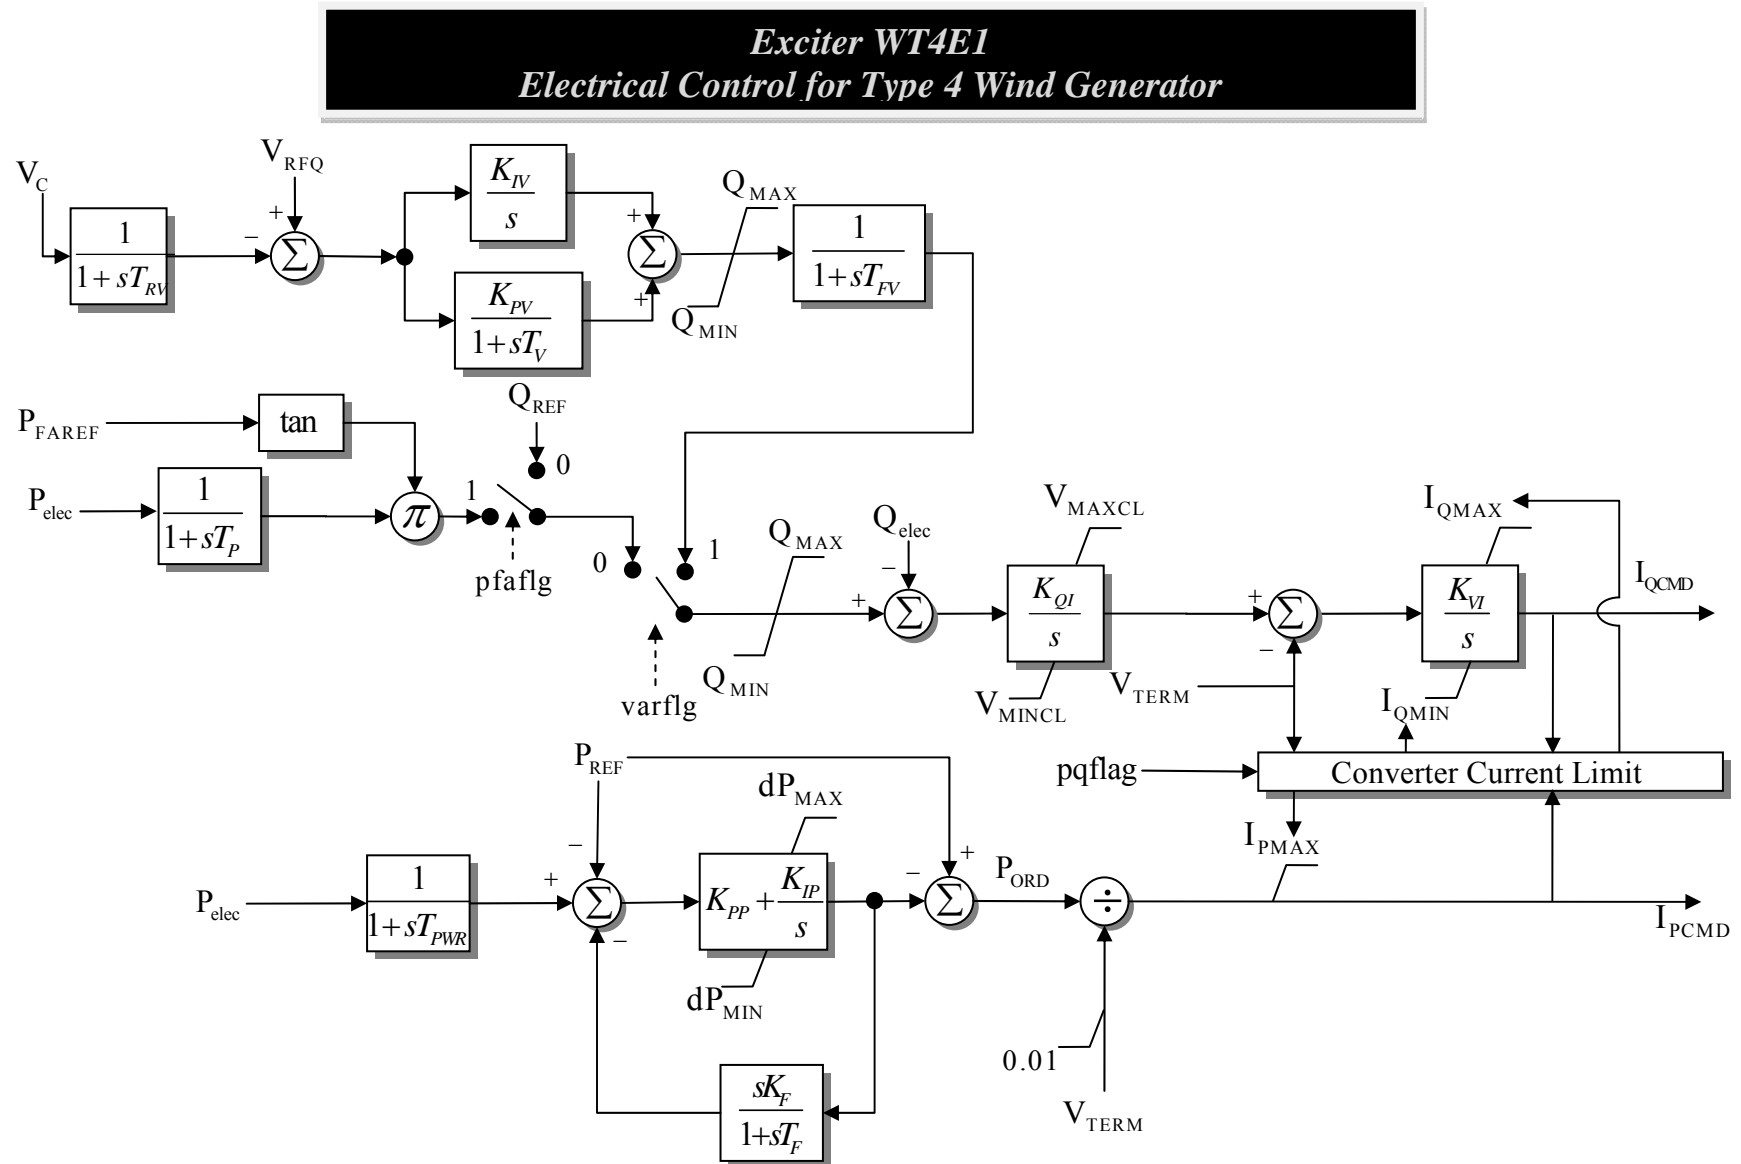 Exciter WT4E1
Electrical Control for Type 4 Wind Generator
V_C
1
1 + sT_RV
V_RFQ
+
−
Σ
K_IV
s
K_PV
1 + sT_V
+
+
Σ
Q_MAX
Q_MIN
1
1 + sT_FV
P_FAREF
tan
Q_REF
0
P_elec
1
1 + sT_P
π
1
pfaflg
0
1
varflg
Q_MAX
Q_MIN
Q_elec
−
+
Σ
V_MAXCL
K_QI
s
V_MINCL
+
−
Σ
V_TERM
I_QMAX
K_VI
s
I_QMIN
I_QCMD
pqflag
Converter Current Limit
I_PMAX
P_REF
−
+
−
Σ
P_elec
1
1 + sT_PWR
dP_MAX
K_PP + K_IP
s
dP_MIN
−
+
Σ
P_ORD
÷
0.01
V_TERM
I_PCMD
sK_F
1+sT_F